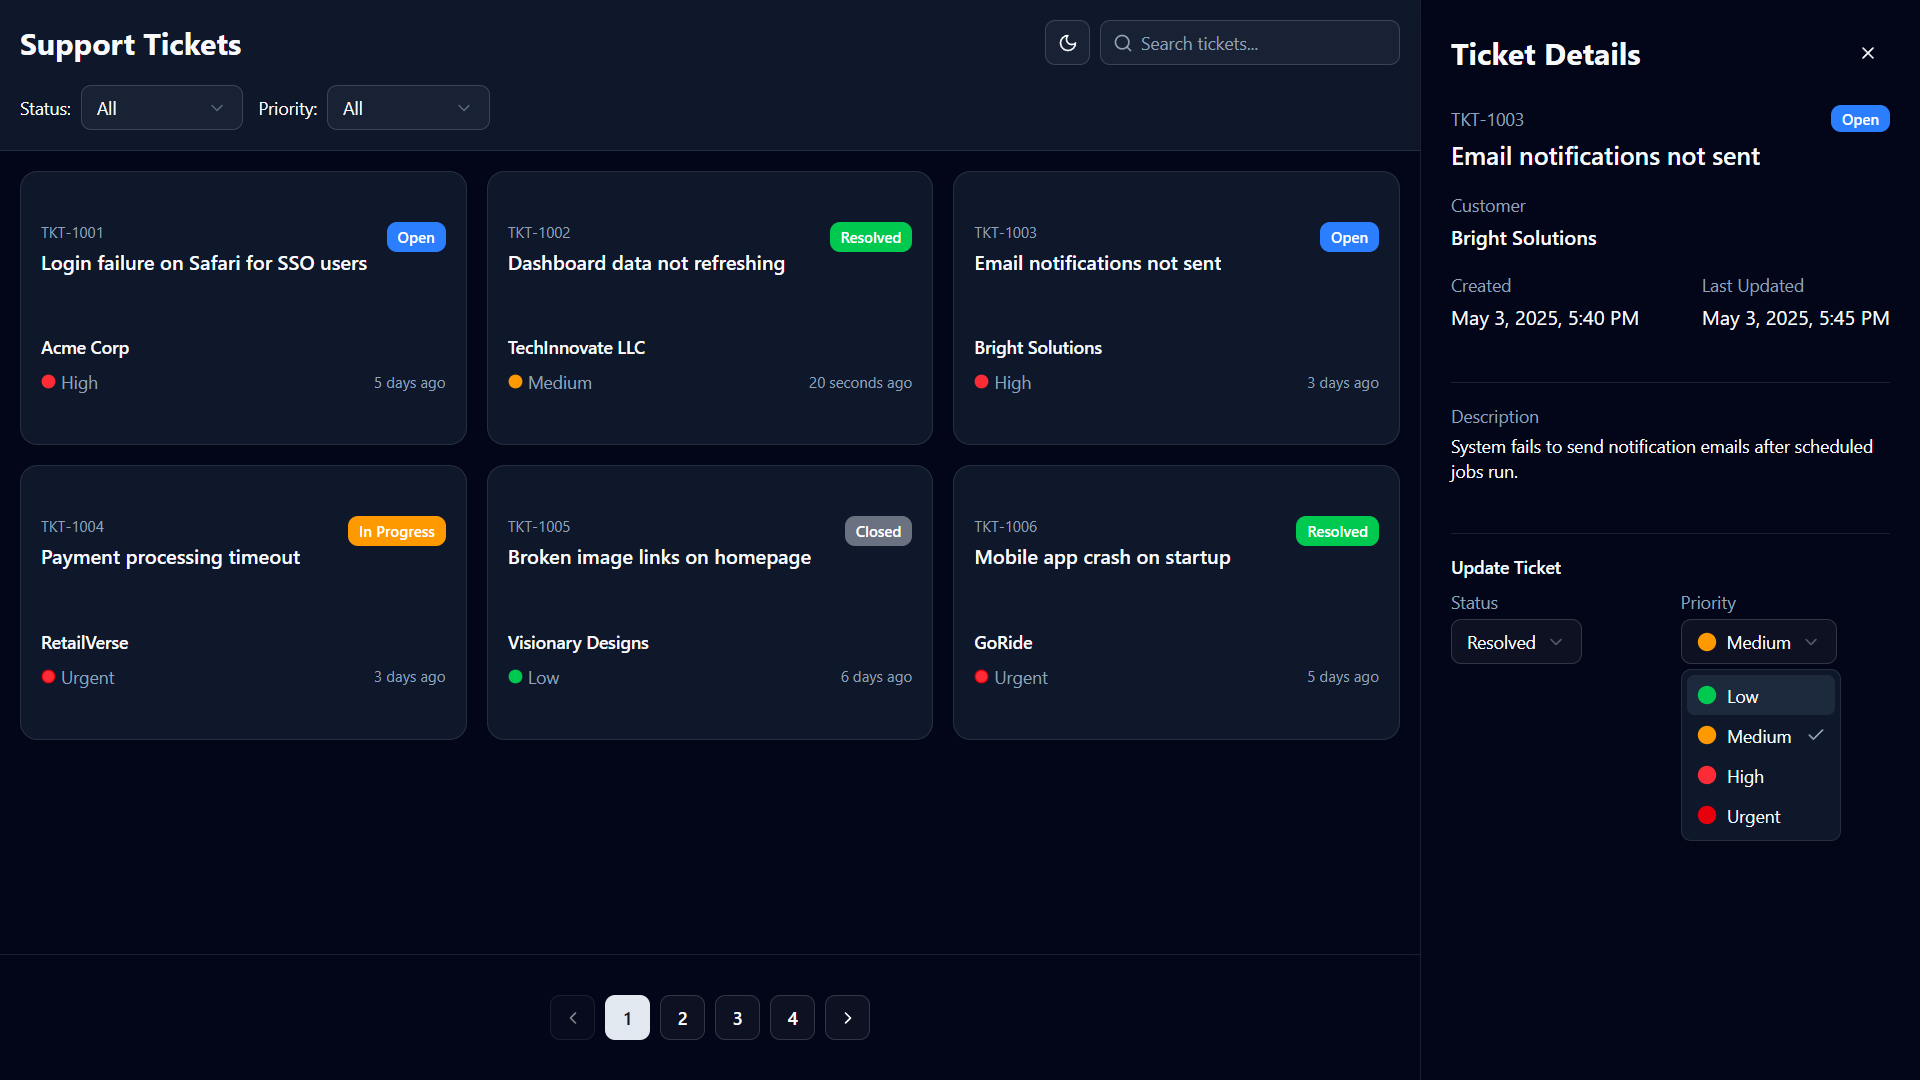 Support Tickets
Search tickets...
Status: All Priority: All
TKT-1001
Open
Login failure on Safari for SSO users
Acme Corp
High
5 days ago
TKT-1002
Resolved
Dashboard data not refreshing
TechInnovate LLC
Medium
20 seconds ago
TKT-1003
Open
Email notifications not sent
Bright Solutions
High
3 days ago
TKT-1004
In Progress
Payment processing timeout
RetailVerse
Urgent
3 days ago
TKT-1005
Closed
Broken image links on homepage
Visionary Designs
Low
6 days ago
TKT-1006
Resolved
Mobile app crash on startup
GoRide
Urgent
5 days ago
1 2 3 4
Ticket Details
TKT-1003
Open
Email notifications not sent
Customer
Bright Solutions
Created
May 3, 2025, 5:40 PM
Last Updated
May 3, 2025, 5:45 PM
Description
System fails to send notification emails after scheduled
jobs run.
Update Ticket
Status
Resolved
Priority
Medium
Low
Medium
High
Urgent